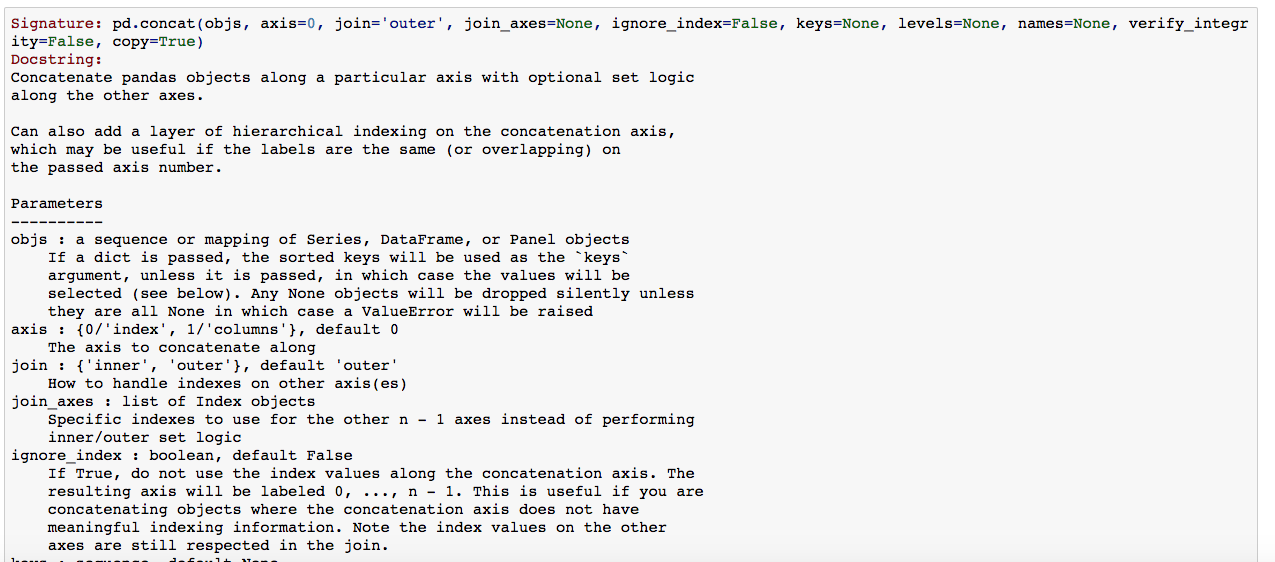 Signature: pd.concat(objs, axis=0, join='outer', join_axes=None, ignore_index=False, keys=None, levels=None, names=None, verify_integr
ity=False, copy=True)
Docstring:
Concatenate pandas objects along a particular axis with optional set logic
along the other axes.

Can also add a layer of hierarchical indexing on the concatenation axis,
which may be useful if the labels are the same (or overlapping) on
the passed axis number.

Parameters
----------
objs : a sequence or mapping of Series, DataFrame, or Panel objects
    If a dict is passed, the sorted keys will be used as the `keys`
    argument, unless it is passed, in which case the values will be
    selected (see below). Any None objects will be dropped silently unless
    they are all None in which case a ValueError will be raised
axis : {0/'index', 1/'columns'}, default 0
    The axis to concatenate along
join : {'inner', 'outer'}, default 'outer'
    How to handle indexes on other axis(es)
join_axes : list of Index objects
    Specific indexes to use for the other n - 1 axes instead of performing
    inner/outer set logic
ignore_index : boolean, default False
    If True, do not use the index values along the concatenation axis. The
    resulting axis will be labeled 0, ..., n - 1. This is useful if you are
    concatenating objects where the concatenation axis does not have
    meaningful indexing information. Note the index values on the other
    axes are still respected in the join.
keys : sequence, default None